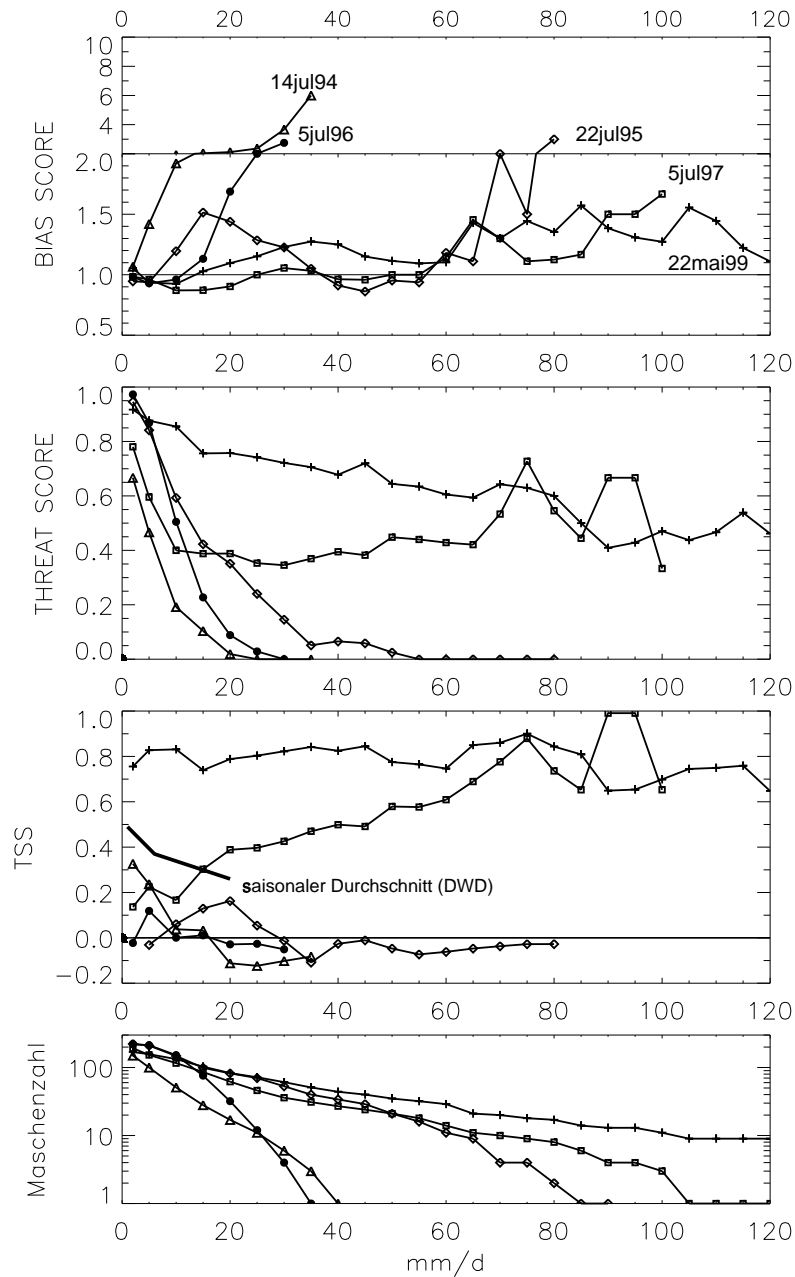 0 20 40 60 80 100 120
10
8
6
4
2.0
1.5
1.0
0.5
BIAS SCORE
14jul94
5jul96
22jul95
5jul97
22mai99
0 20 40 60 80 100 120
1.0
0.8
0.6
0.4
0.2
0.0
THREAT SCORE
0 20 40 60 80 100 120
1.0
0.8
0.6
0.4
0.2
0.0
−0.2
TSS
saisonaler Durchschnitt (DWD)
0 20 40 60 80 100 120
100
10
1
Maschenzahl
0 20 40 60 80 100 120
mm/d